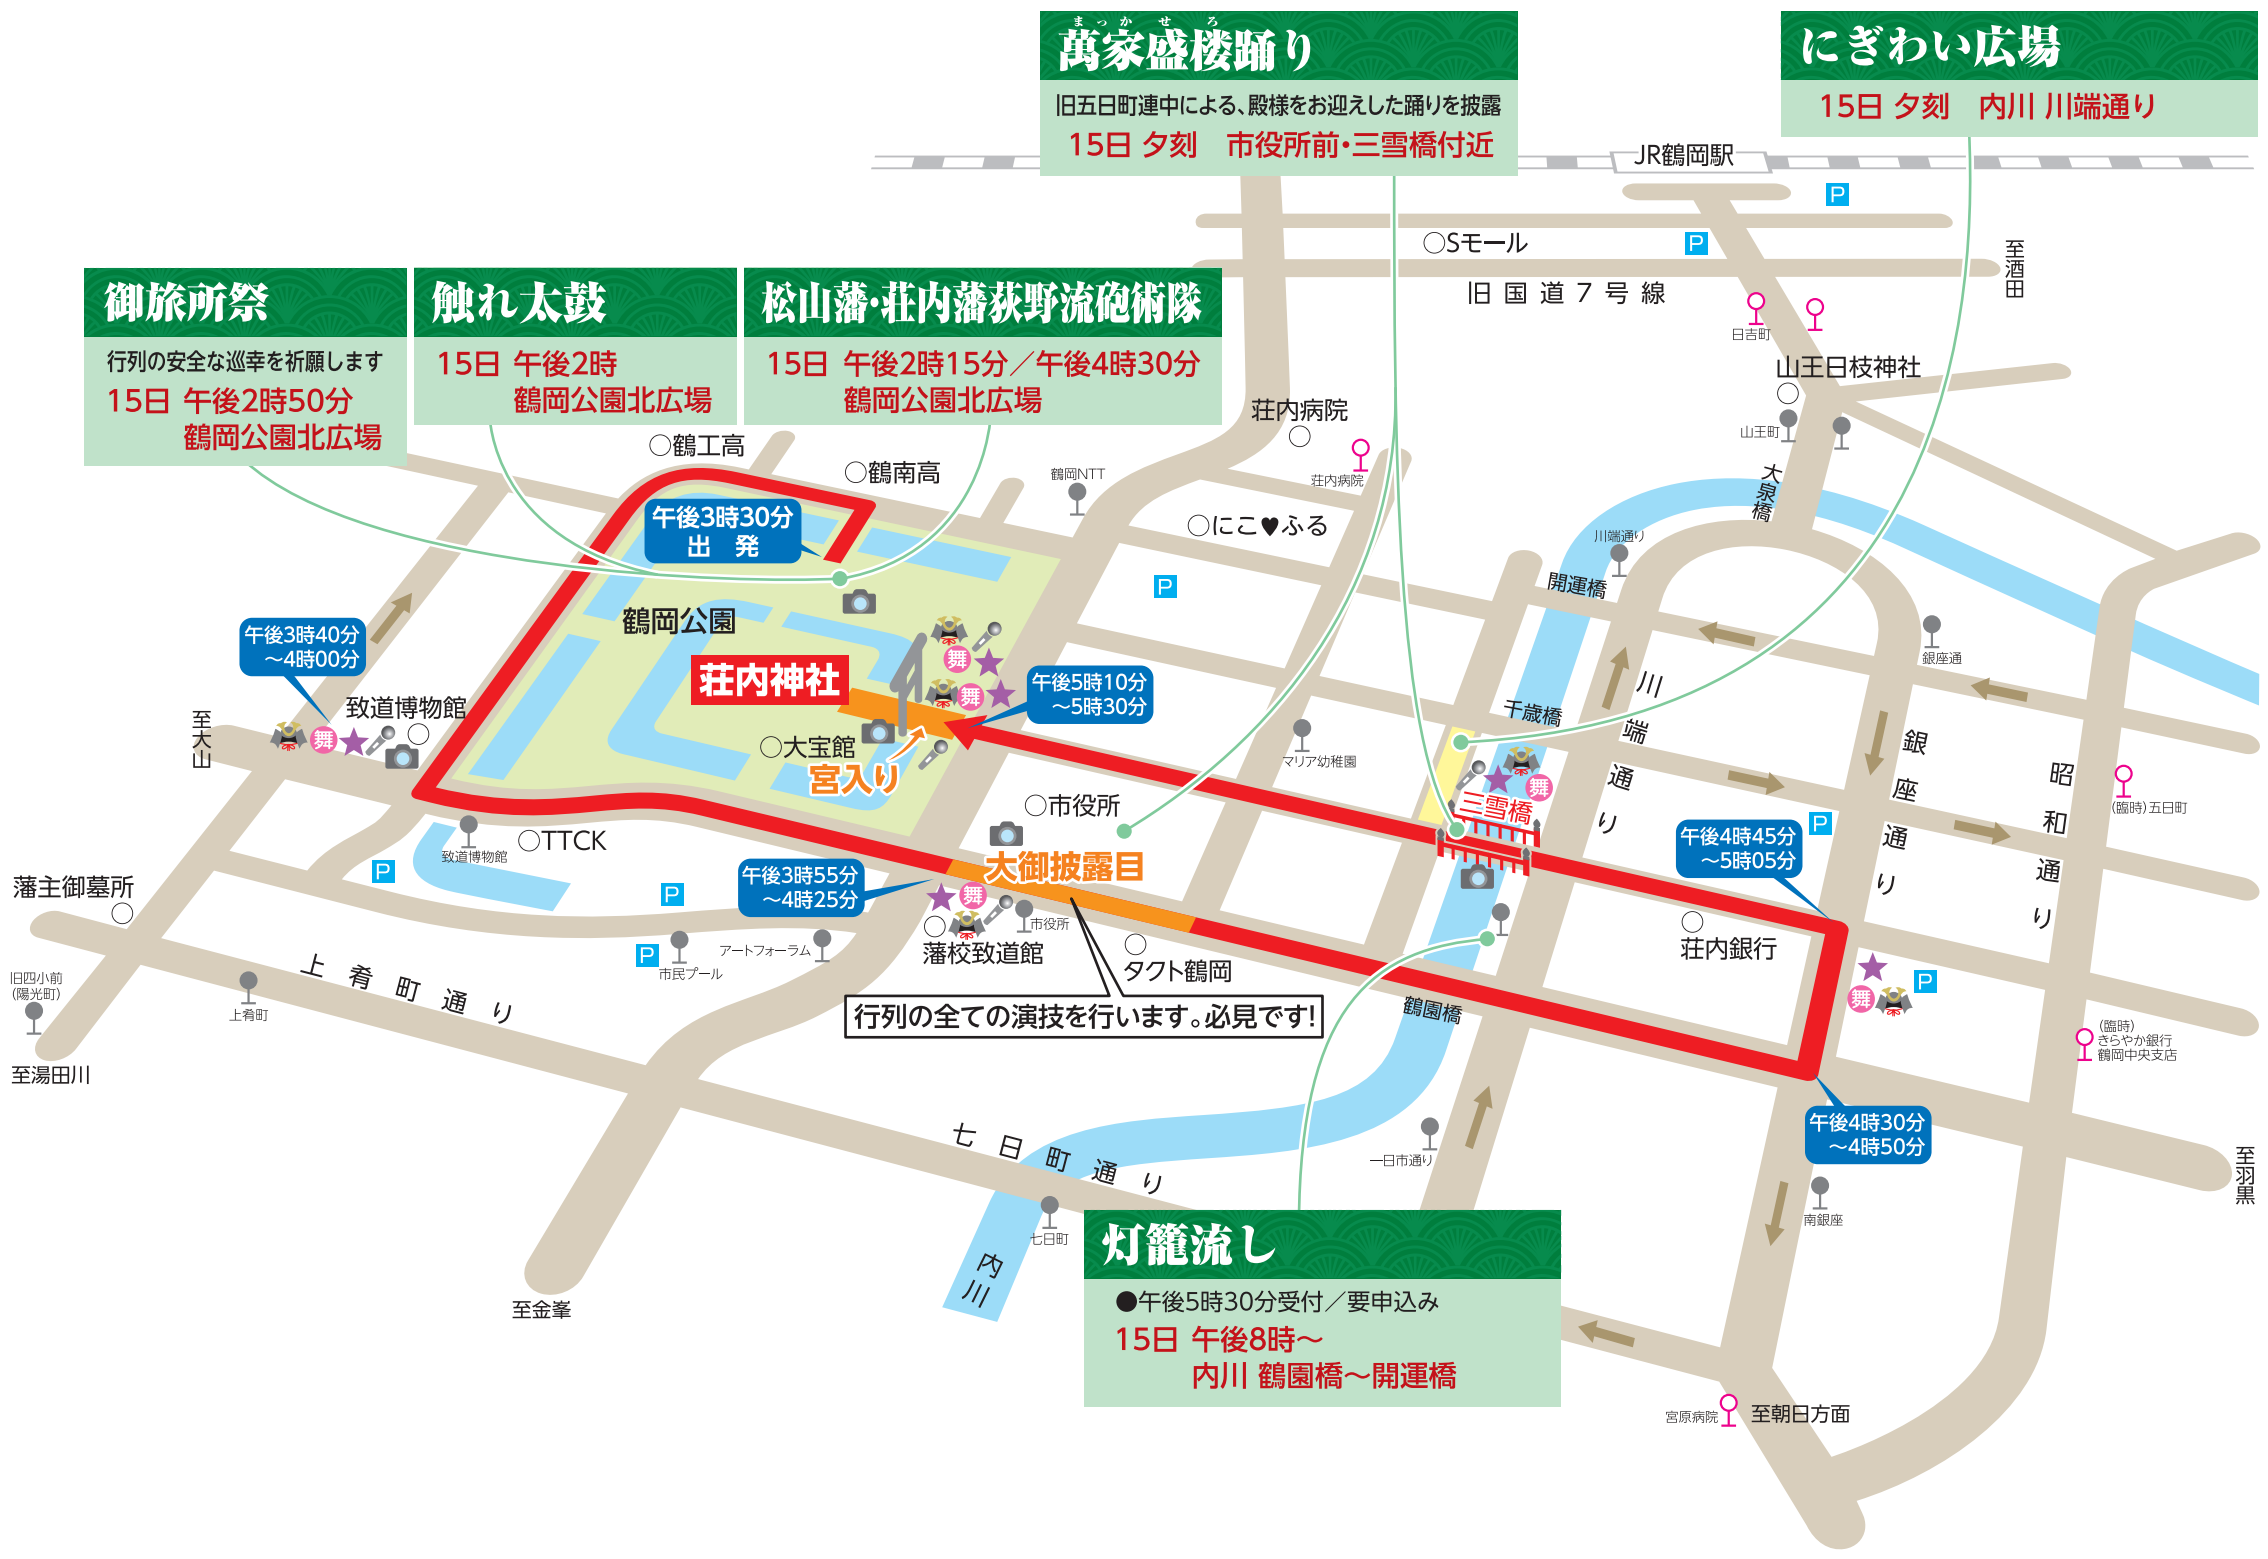 まっかせろ
萬家盛楼踊り
旧五日町連中による、殿様をお迎えした踊りを披露
15日 夕刻　市役所前・三雪橋付近
にぎわい広場
15日 夕刻　内川 川端通り
JR鶴岡駅
P
P
〇Sモール
旧国道7号線
至酒田
日吉町
御旅所祭
行列の安全な巡幸を祈願します
15日 午後2時50分
鶴岡公園北広場
触れ太鼓
15日 午後2時
鶴岡公園北広場
松山藩・荘内藩荻野流砲術隊
15日 午後2時15分／午後4時30分
鶴岡公園北広場
山王日枝神社
山王町
大泉橋
荘内病院
荘内病院
〇鶴工高
〇鶴南高
鶴岡NTT
〇にこ♥ふる
川端通り
開運橋
P
午後3時30分
出　発
鶴岡公園
荘内神社
舞
舞
午後5時10分
〜5時30分
午後3時40分
〜4時00分
至大山
致道博物館
舞
〇大宝館
宮入り
マリア幼稚園
千歳橋
川端通り
銀座通
銀座通り
昭和通り
(臨時)五日町
舞
三雪橋
〇市役所
大御披露目
致道博物館
〇TTCK
P
P
P
P
午後3時55分
〜4時25分
舞
市役所
藩校致道館
タクト鶴岡
行列の全ての演技を行います。必見です!
藩主御墓所
旧四小前
(陽光町)
至湯田川
上肴町通り
上肴町
市民プール
アートフォーラム
午後4時45分
〜5時05分
荘内銀行
舞
P
(臨時)
きらやか銀行
鶴岡中央支店
鶴園橋
午後4時30分
〜4時50分
至羽黒
南銀座
一日市通り
七日町通り
七日町
内川
至金峯
灯籠流し
●午後5時30分受付／要申込み
15日 午後8時〜
内川 鶴園橋〜開運橋
宮原病院
至朝日方面